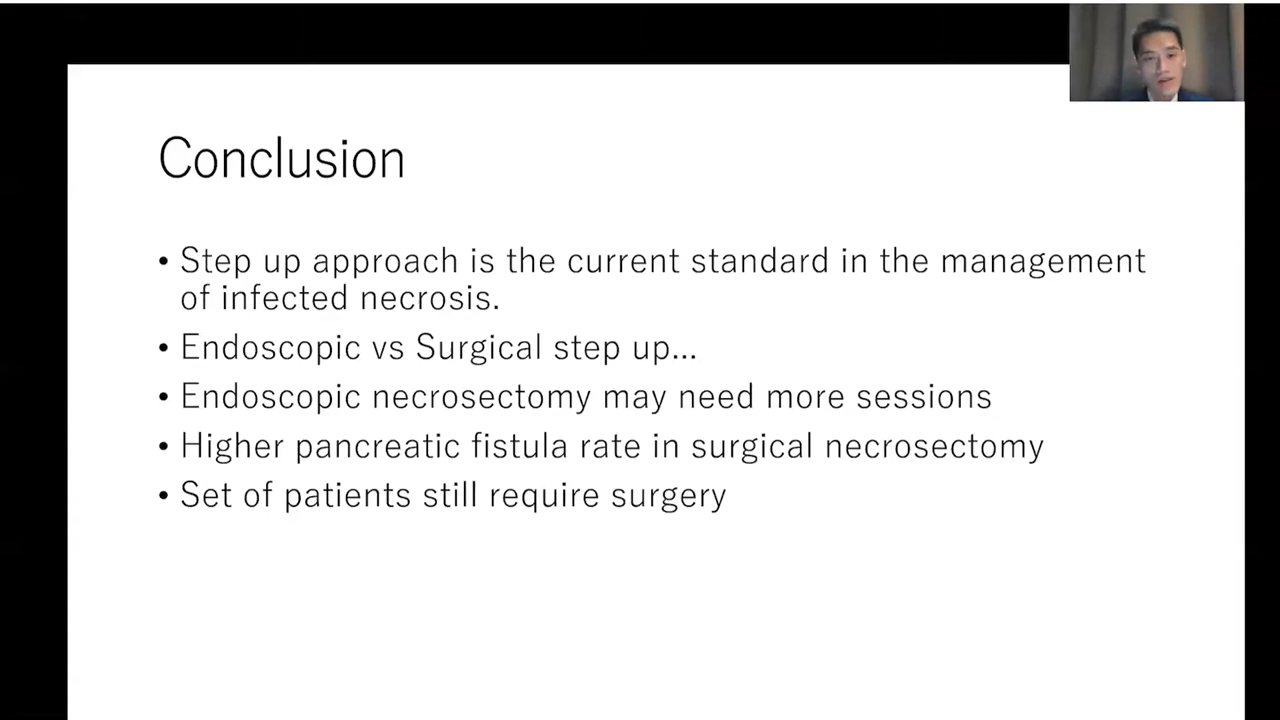 Conclusion
• Step up approach is the current standard in the management
of infected necrosis.
• Endoscopic vs Surgical step up...
• Endoscopic necrosectomy may need more sessions
• Higher pancreatic fistula rate in surgical necrosectomy
• Set of patients still require surgery